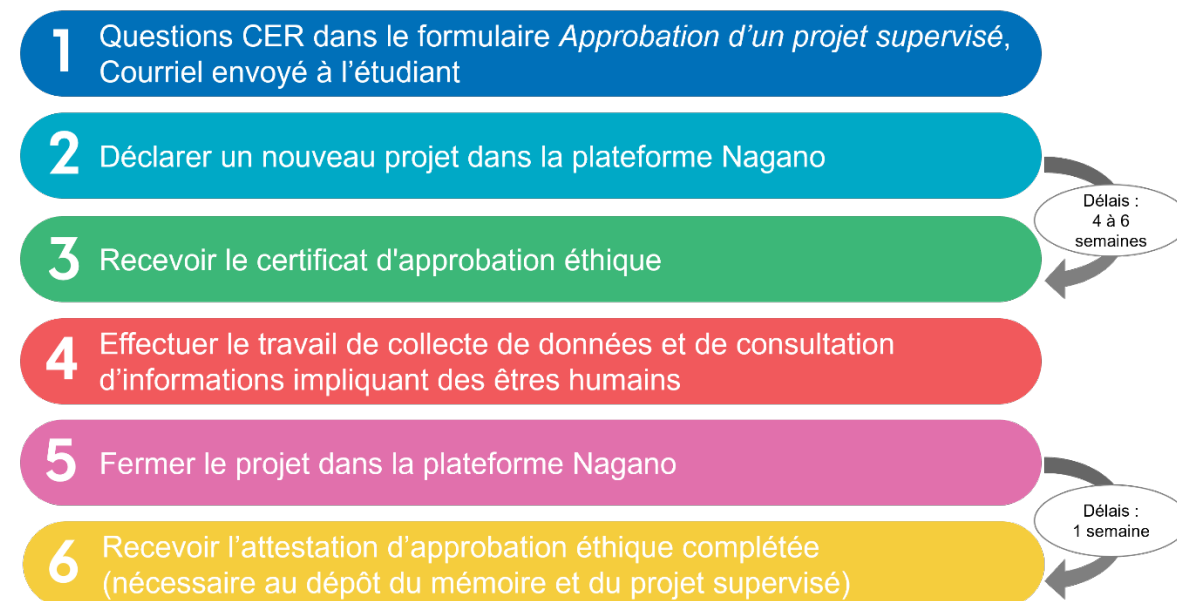 1
Questions CER dans le formulaire Approbation d’un projet supervisé,
Courriel envoyé à l’étudiant
2
Déclarer un nouveau projet dans la plateforme Nagano
Délais :
4 à 6
semaines
3
Recevoir le certificat d'approbation éthique
4
Effectuer le travail de collecte de données et de consultation
d’informations impliquant des êtres humains
5
Fermer le projet dans la plateforme Nagano
Délais :
1 semaine
6
Recevoir l’attestation d’approbation éthique complétée
(nécessaire au dépôt du mémoire et du projet supervisé)